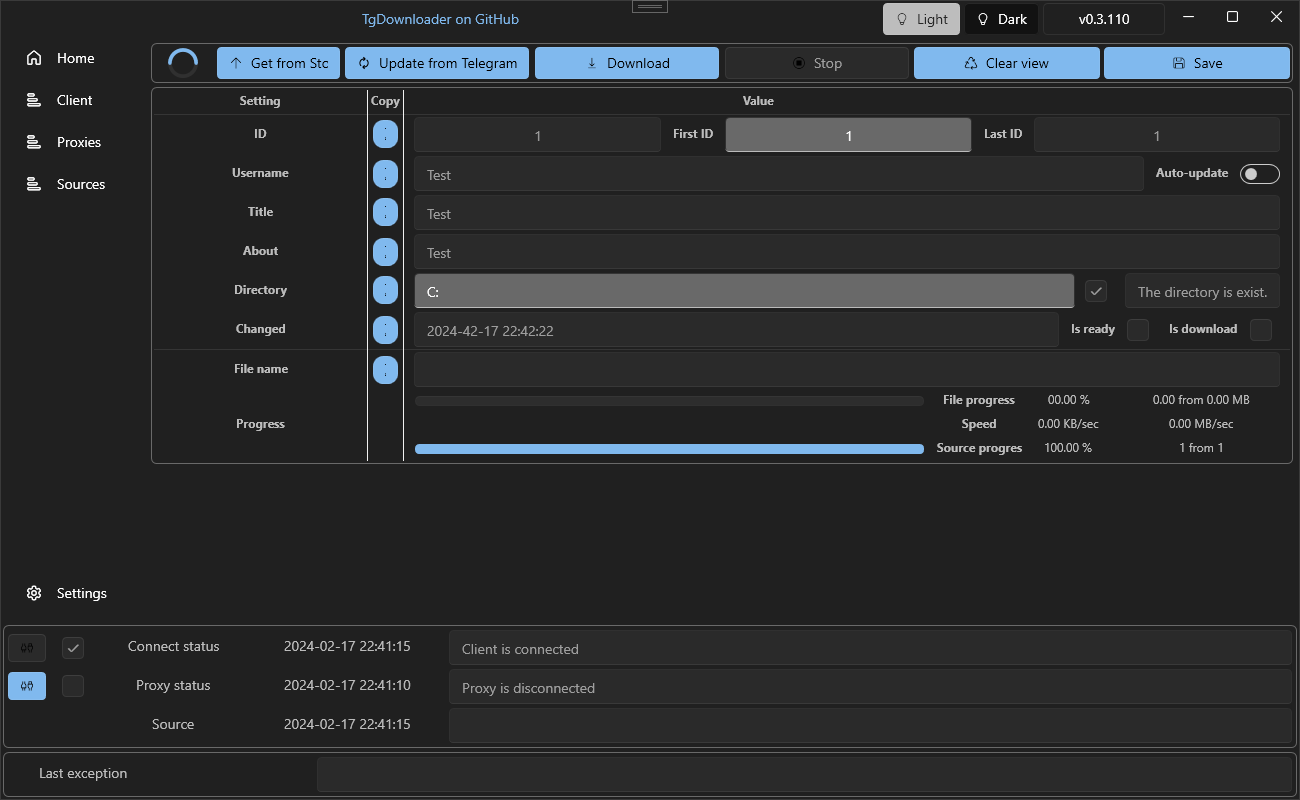 TgDownloader on GitHub
Light
Dark
v0.3.110
Home
Client
Proxies
Sources
Get from Stc
Update from Telegram
Download
Stop
Clear view
Save
Setting
Copy
Value
ID
1
First ID
1
Last ID
1
Username
Test
Auto-update
Title
Test
About
Test
Directory
C:
The directory is exist.
Changed
2024-42-17 22:42:22
Is ready
Is download
File name
Progress
File progress
00.00 %
0.00 from 0.00 MB
Speed
0.00 KB/sec
0.00 MB/sec
Source progres
100.00 %
1 from 1
Settings
Connect status
2024-02-17 22:41:15
Client is connected
Proxy status
2024-02-17 22:41:10
Proxy is disconnected
Source
2024-02-17 22:41:15
Last exception